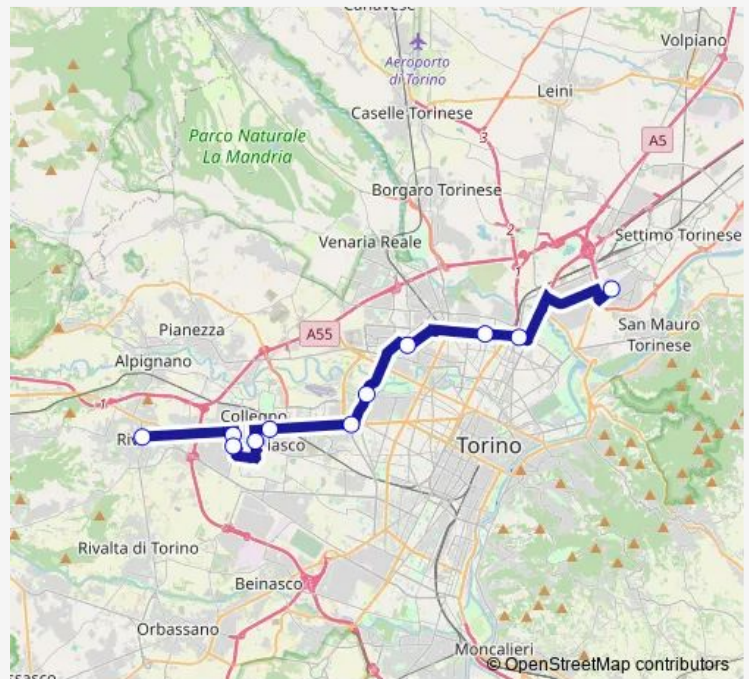 Canavese
Volpiano
Aeroporto
di Torino
Leini
Caselle Torinese
3
A5
Parco Naturale
La Mandria
Borgaro Torinese
2
Settimo Torinese
Venaria Reale
1
A55
San Mauro
Torinese
Pianezza
Alpignano
1
Collegno
Torino
Rivalta di Torino
Beinasco
Orbassano
Moncalieri
© OpenStreetMap contributors